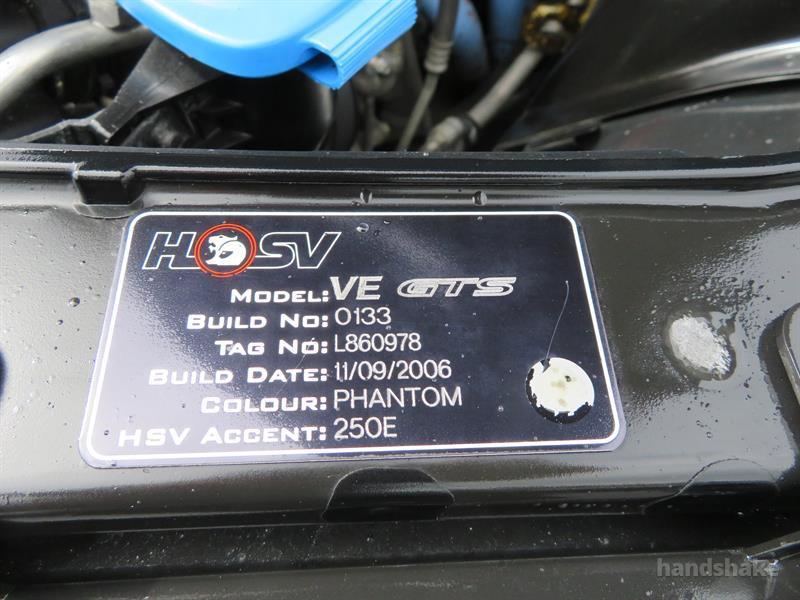 HSV
MODEL: VE GTS
BUILD NO: 0133
TAG NO: L860978
BUILD DATE: 11/09/2006
COLOUR: PHANTOM
HSV ACCENT: 250E
handshake